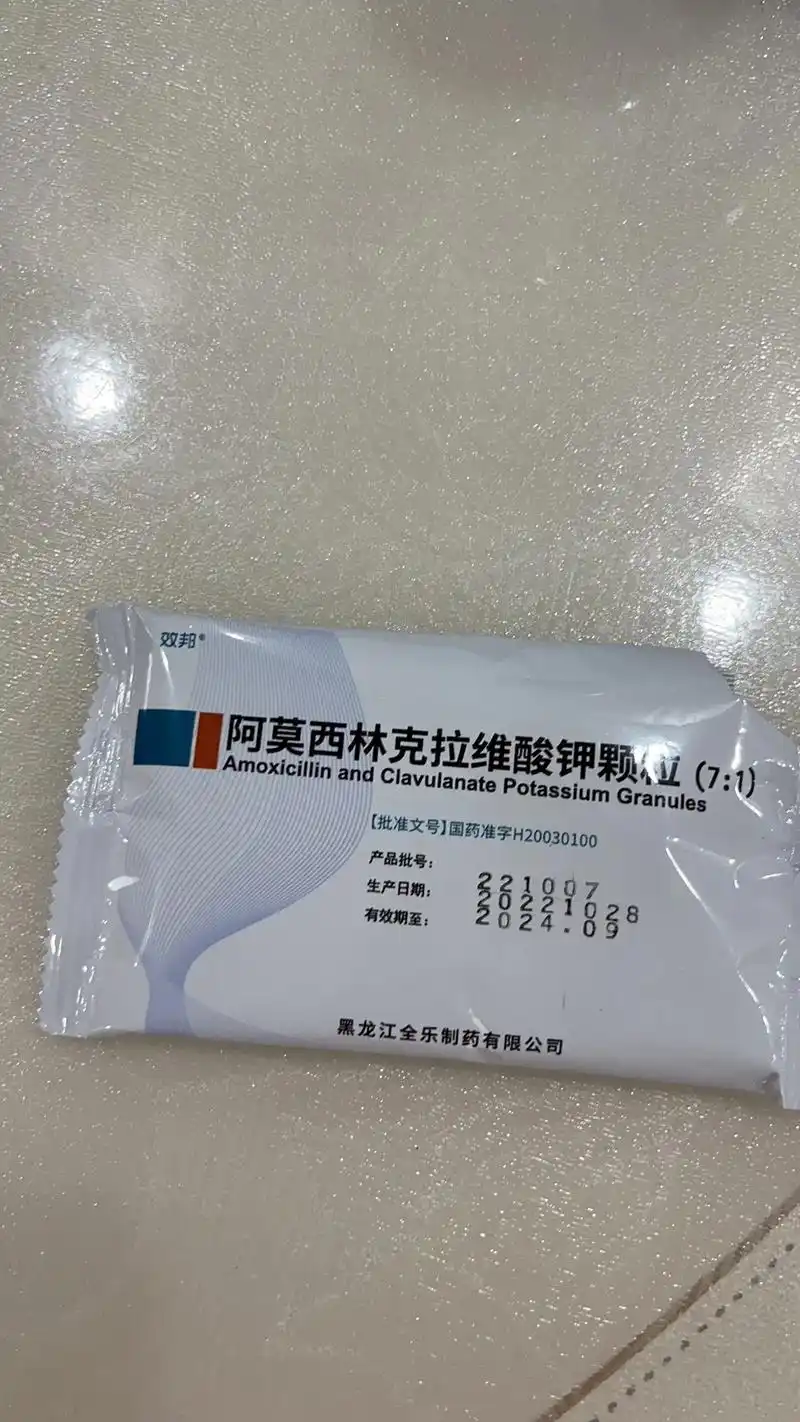 效邦®
阿莫西林克拉维酸钾颗粒 (7:1)
Amoxicillin and Clavulanate Potassium Granules
【批准文号】国药准字H20030100
产品批号: 221007
生产日期: 20221028
有效期至: 2024.09
黑龙江全乐制药有限公司